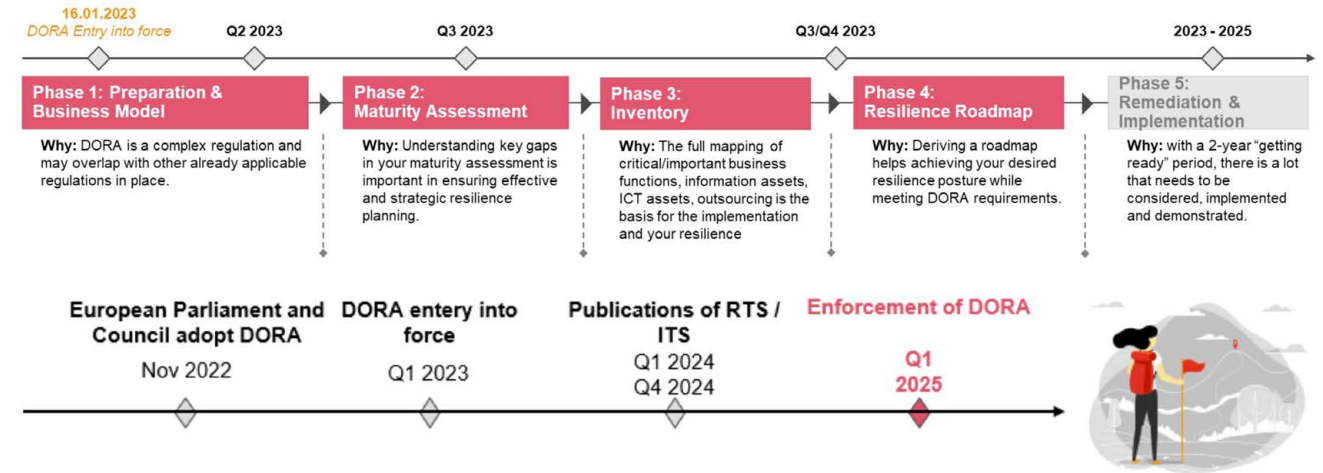 16.01.2023
DORA Entry into force
Q2 2023
Q3 2023
Q3/Q4 2023
2023 - 2025
Phase 1: Preparation &
Business Model
Phase 2:
Maturity Assessment
Phase 3:
Inventory
Phase 4:
Resilience Roadmap
Phase 5:
Remediation &
Implementation
Why: DORA is a complex regulation and
may overlap with other already applicable
regulations in place.
Why: Understanding key gaps
in your maturity assessment is
important in ensuring effective
and strategic resilience
planning.
Why: The full mapping of
critical/important business
functions, information assets,
ICT assets, outsourcing is the
basis for the implementation
and your resilience
Why: Deriving a roadmap
helps achieving your desired
resilience posture while
meeting DORA requirements.
Why: with a 2-year “getting
ready” period, there is a lot
that needs to be
considered, implemented
and demonstrated.
European Parliament and
Council adopt DORA
Nov 2022
DORA entery into
force
Q1 2023
Publications of RTS /
ITS
Q1 2024
Q4 2024
Enforcement of DORA
Q1
2025